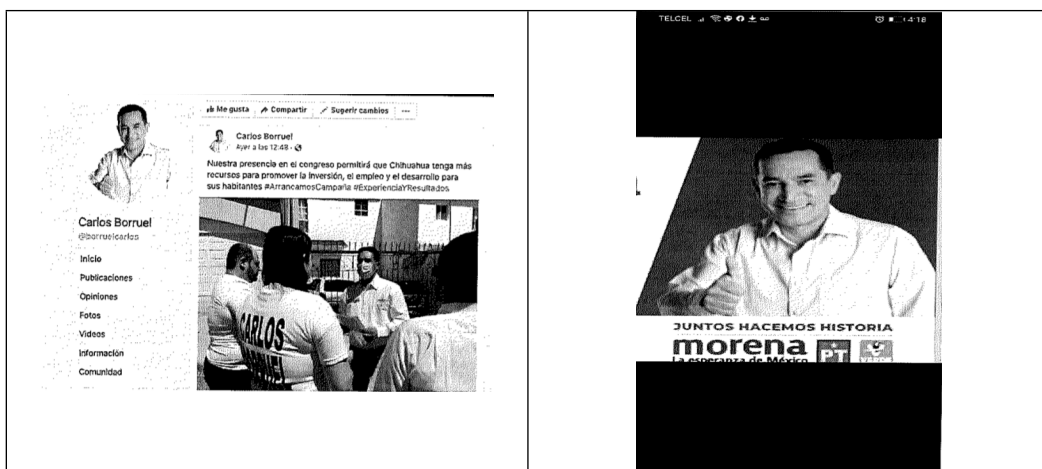 Me gusta
Compartir
Sugerir cambios
Carlos Borruel
Ayer a las 12:48
Nuestra presencia en el congreso permitirá que Chihuahua tenga más
recursos para promover la inversión, el empleo y el desarrollo para
sus habitantes #ArrancamosCampaña #ExperienciaYResultados
Carlos Borruel
@borruelcarlos
Inicio
Publicaciones
Opiniones
Fotos
Videos
Información
Comunidad
CARLOS
TELCEL
4:18
JUNTOS HACEMOS HISTORIA
morena
La esperanza de México
PT